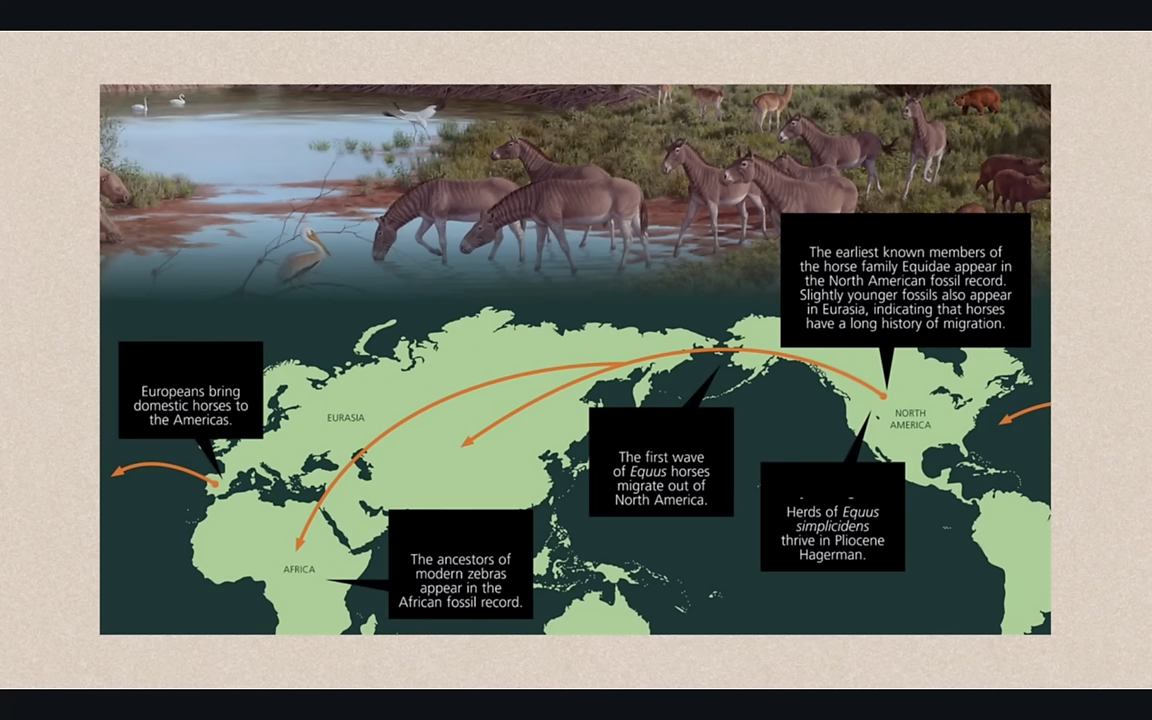 The earliest known members of
the horse family Equidae appear in
the North American fossil record.
Slightly younger fossils also appear
in Eurasia, indicating that horses
have a long history of migration.
Europeans bring
domestic horses to
the Americas.
EURASIA
NORTH
AMERICA
The first wave
of Equus horses
migrate out of
North America.
Herds of Equus
simplicidens
thrive in Pliocene
Hagerman.
The ancestors of
modern zebras
appear in the
African fossil record.
AFRICA